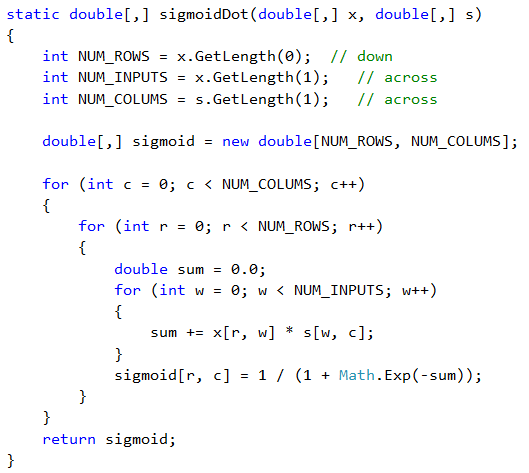 static double[,] sigmoidDot(double[,] x, double[,] s)
{
    int NUM_ROWS = x.GetLength(0);  // down
    int NUM_INPUTS = x.GetLength(1);   // across
    int NUM_COLUMS = s.GetLength(1);   // across

    double[,] sigmoid = new double[NUM_ROWS, NUM_COLUMS];

    for (int c = 0; c < NUM_COLUMS; c++)
    {
        for (int r = 0; r < NUM_ROWS; r++)
        {
            double sum = 0.0;
            for (int w = 0; w < NUM_INPUTS; w++)
            {
                sum += x[r, w] * s[w, c];
            }
            sigmoid[r, c] = 1 / (1 + Math.Exp(-sum));
        }
    }
    return sigmoid;
}